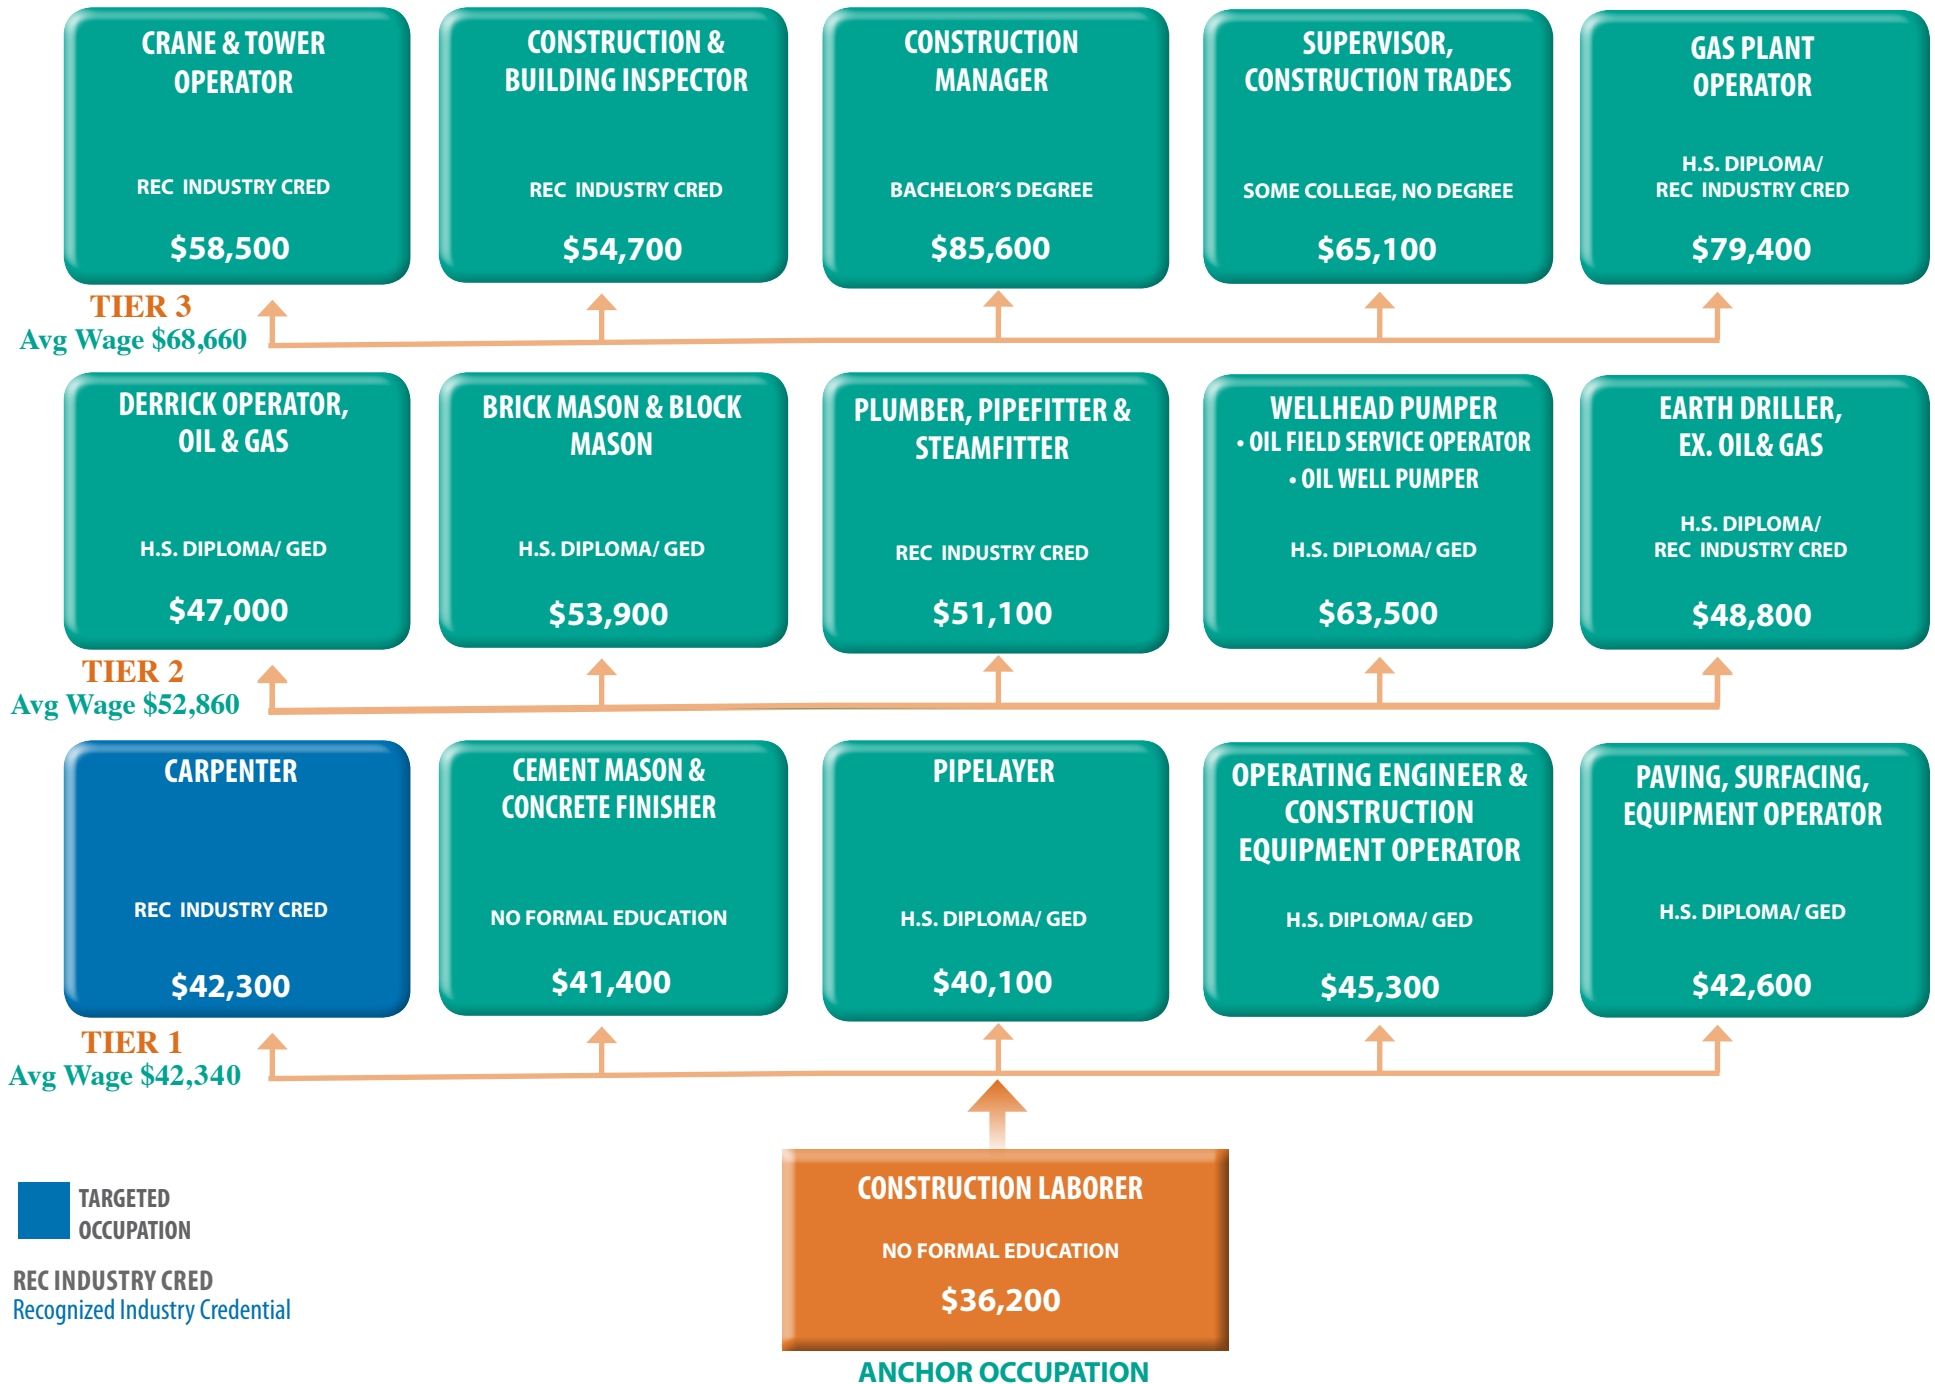 CRANE & TOWER
OPERATOR
REC INDUSTRY CRED
$58,500
CONSTRUCTION &
BUILDING INSPECTOR
REC INDUSTRY CRED
$54,700
CONSTRUCTION
MANAGER
BACHELOR'S DEGREE
$85,600
SUPERVISOR,
CONSTRUCTION TRADES
SOME COLLEGE, NO DEGREE
$65,100
GAS PLANT
OPERATOR
H.S. DIPLOMA/
REC INDUSTRY CRED
$79,400
TIER 3
Avg Wage $68,660
DERRICK OPERATOR,
OIL & GAS
H.S. DIPLOMA/ GED
$47,000
BRICK MASON & BLOCK
MASON
H.S. DIPLOMA/ GED
$53,900
PLUMBER, PIPEFITTER &
STEAMFITTER
REC INDUSTRY CRED
$51,100
WELLHEAD PUMPER
• OIL FIELD SERVICE OPERATOR
• OIL WELL PUMPER
H.S. DIPLOMA/ GED
$63,500
EARTH DRILLER,
EX. OIL& GAS
H.S. DIPLOMA/
REC INDUSTRY CRED
$48,800
TIER 2
Avg Wage $52,860
CARPENTER
REC INDUSTRY CRED
$42,300
CEMENT MASON &
CONCRETE FINISHER
NO FORMAL EDUCATION
$41,400
PIPELAYER
H.S. DIPLOMA/ GED
$40,100
OPERATING ENGINEER &
CONSTRUCTION
EQUIPMENT OPERATOR
H.S. DIPLOMA/ GED
$45,300
PAVING, SURFACING,
EQUIPMENT OPERATOR
H.S. DIPLOMA/ GED
$42,600
TIER 1
Avg Wage $42,340
CONSTRUCTION LABORER
NO FORMAL EDUCATION
$36,200
ANCHOR OCCUPATION
TARGETED
OCCUPATION
REC INDUSTRY CRED
Recognized Industry Credential